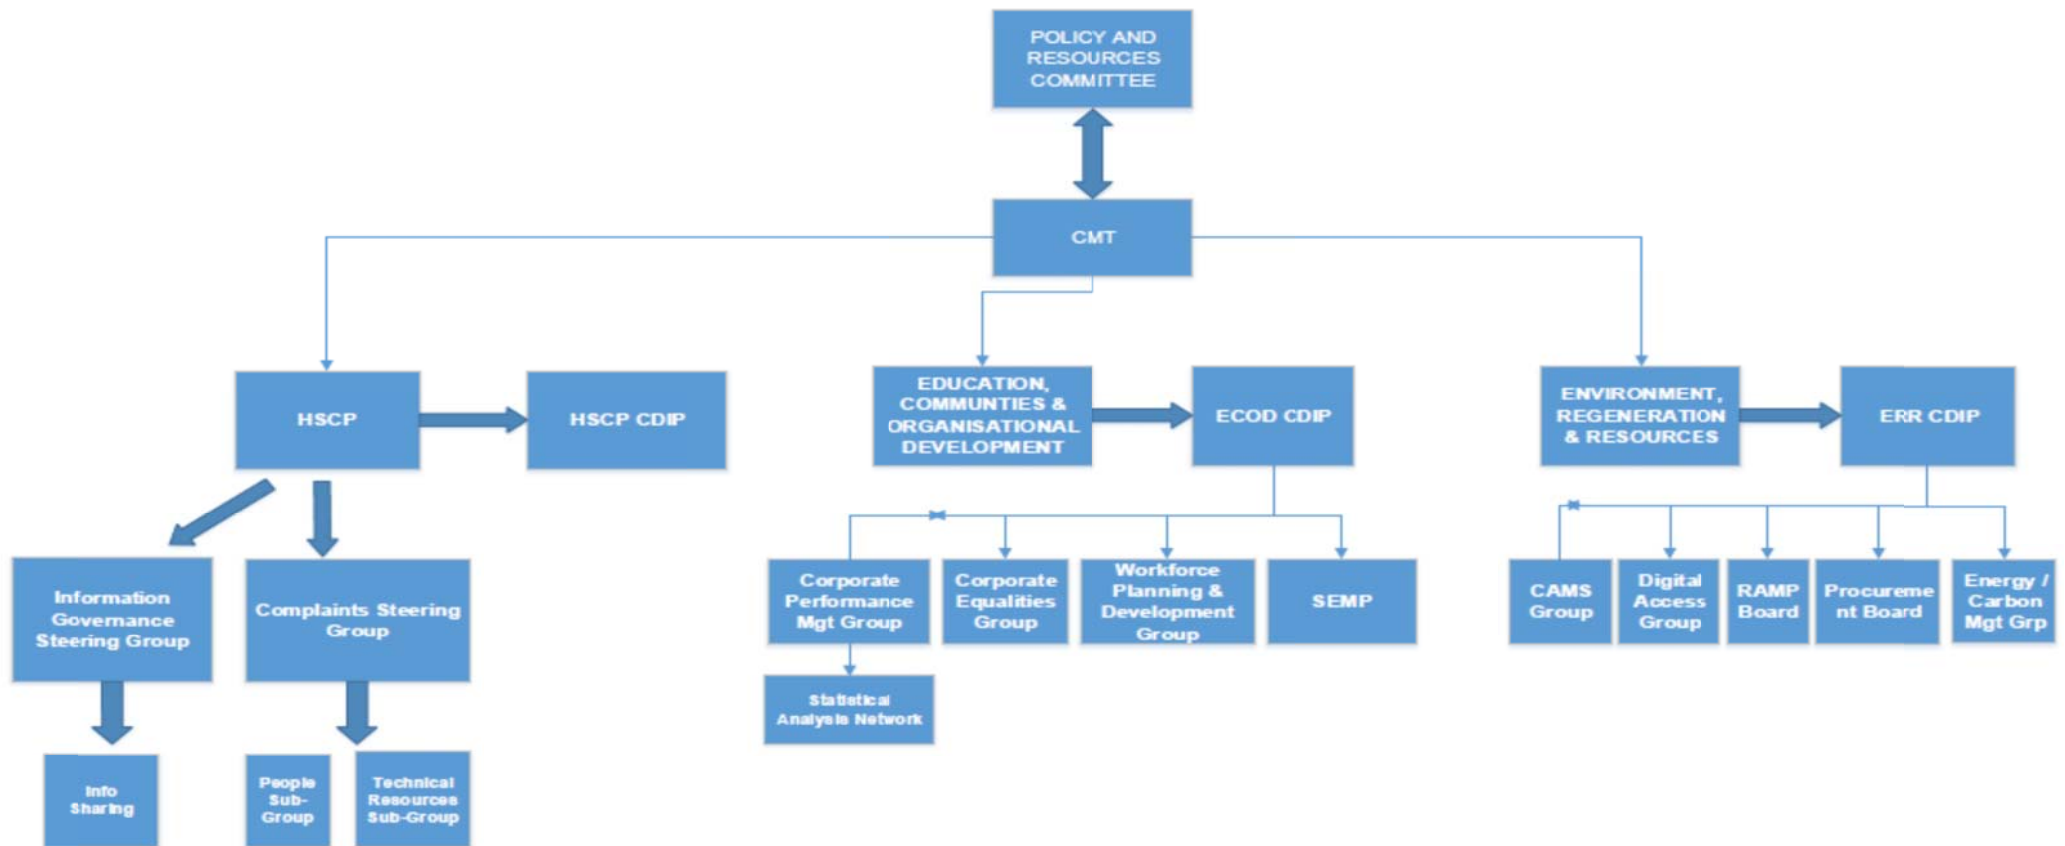 POLICY AND
RESOURCES
COMMITTEE
CMT
HSCP
HSCP CDIP
EDUCATION,
COMMUNTIES &
ORGANISATIONAL
DEVELOPMENT
ECOD CDIP
ENVIRONMENT,
REGENERATION
& RESOURCES
ERR CDIP
Information
Governance
Steering Group
Complaints Steering
Group
Corporate
Performance
Mgt Group
Corporate
Equalities
Group
Workforce
Planning &
Development
Group
SEMP
CAMS
Group
Digital
Access
Group
RAMP
Board
Procureme
nt Board
Energy /
Carbon
Mgt Grp
Statistical
Analysis Network
Info
Sharing
People
Sub-
Group
Technical
Resources
Sub-Group